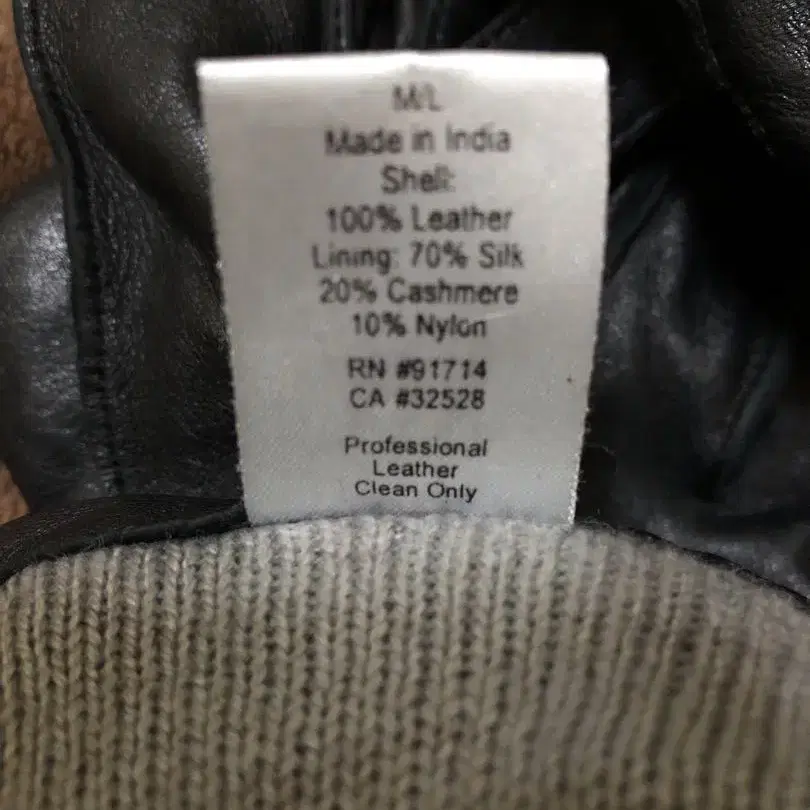 M/L
Made in India
Shell:
100% Leather
Lining: 70% Silk
20% Cashmere
10% Nylon
RN #91714
CA #32528
Professional
Leather
Clean Only